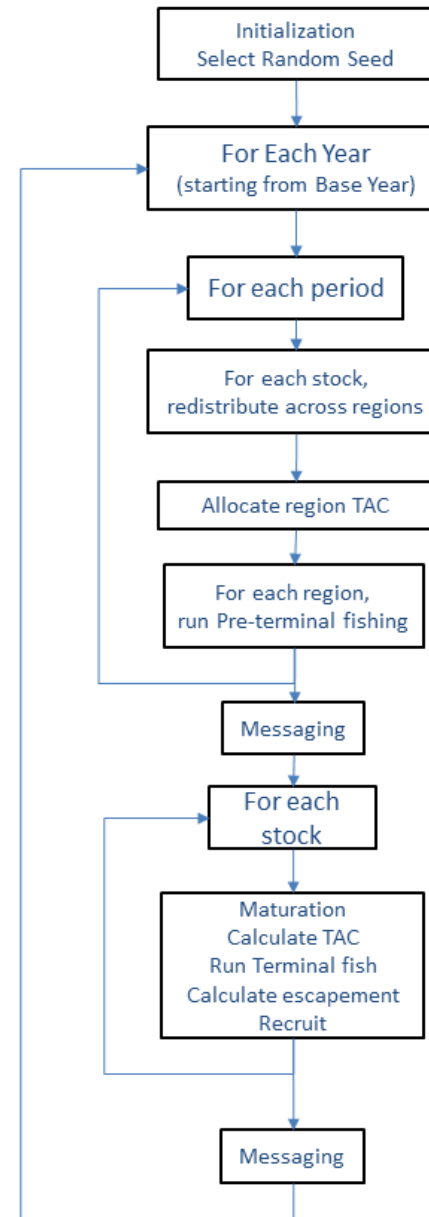 Initialization
Select Random Seed
For Each Year
(starting from Base Year)
For each period
For each stock,
redistribute across regions
Allocate region TAC
For each region,
run Pre-terminal fishing
Messaging
For each
stock
Maturation
Calculate TAC
Run Terminal fish
Calculate escapement
Recruit
Messaging